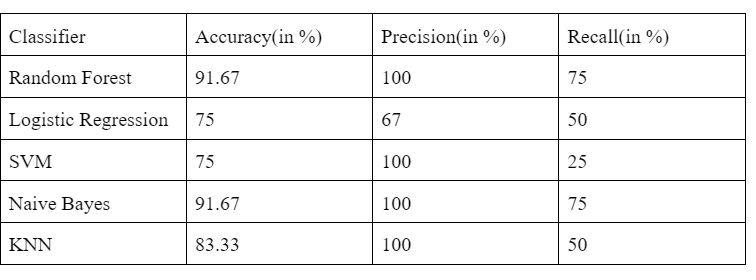 Classifier Accuracy(in %) Precision(in %) Recall(in %)
Random Forest 91.67 100 75
Logistic Regression 75 67 50
SVM 75 100 25
Naive Bayes 91.67 100 75
KNN 83.33 100 50